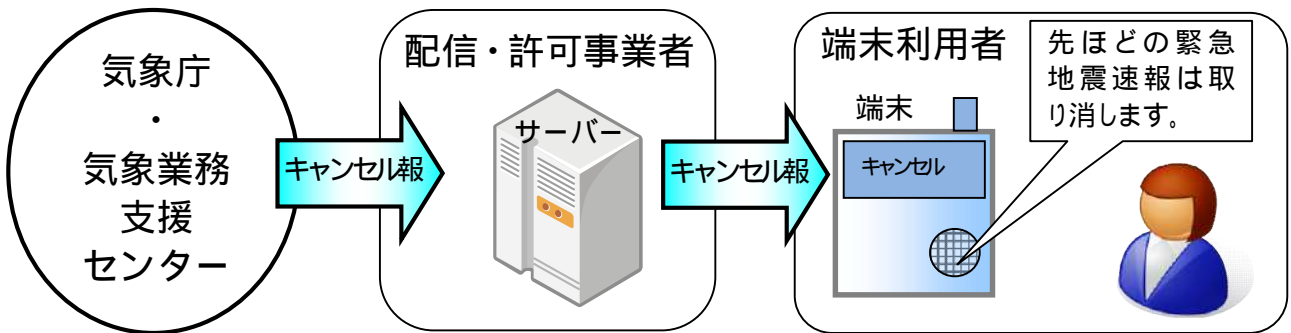 気象庁
・
気象業務
支援
センター
キャンセル報
配信・許可事業者
サーバー
キャンセル報
端末利用者
端末
キャンセル
先ほどの緊急
地震速報は取
り消します。